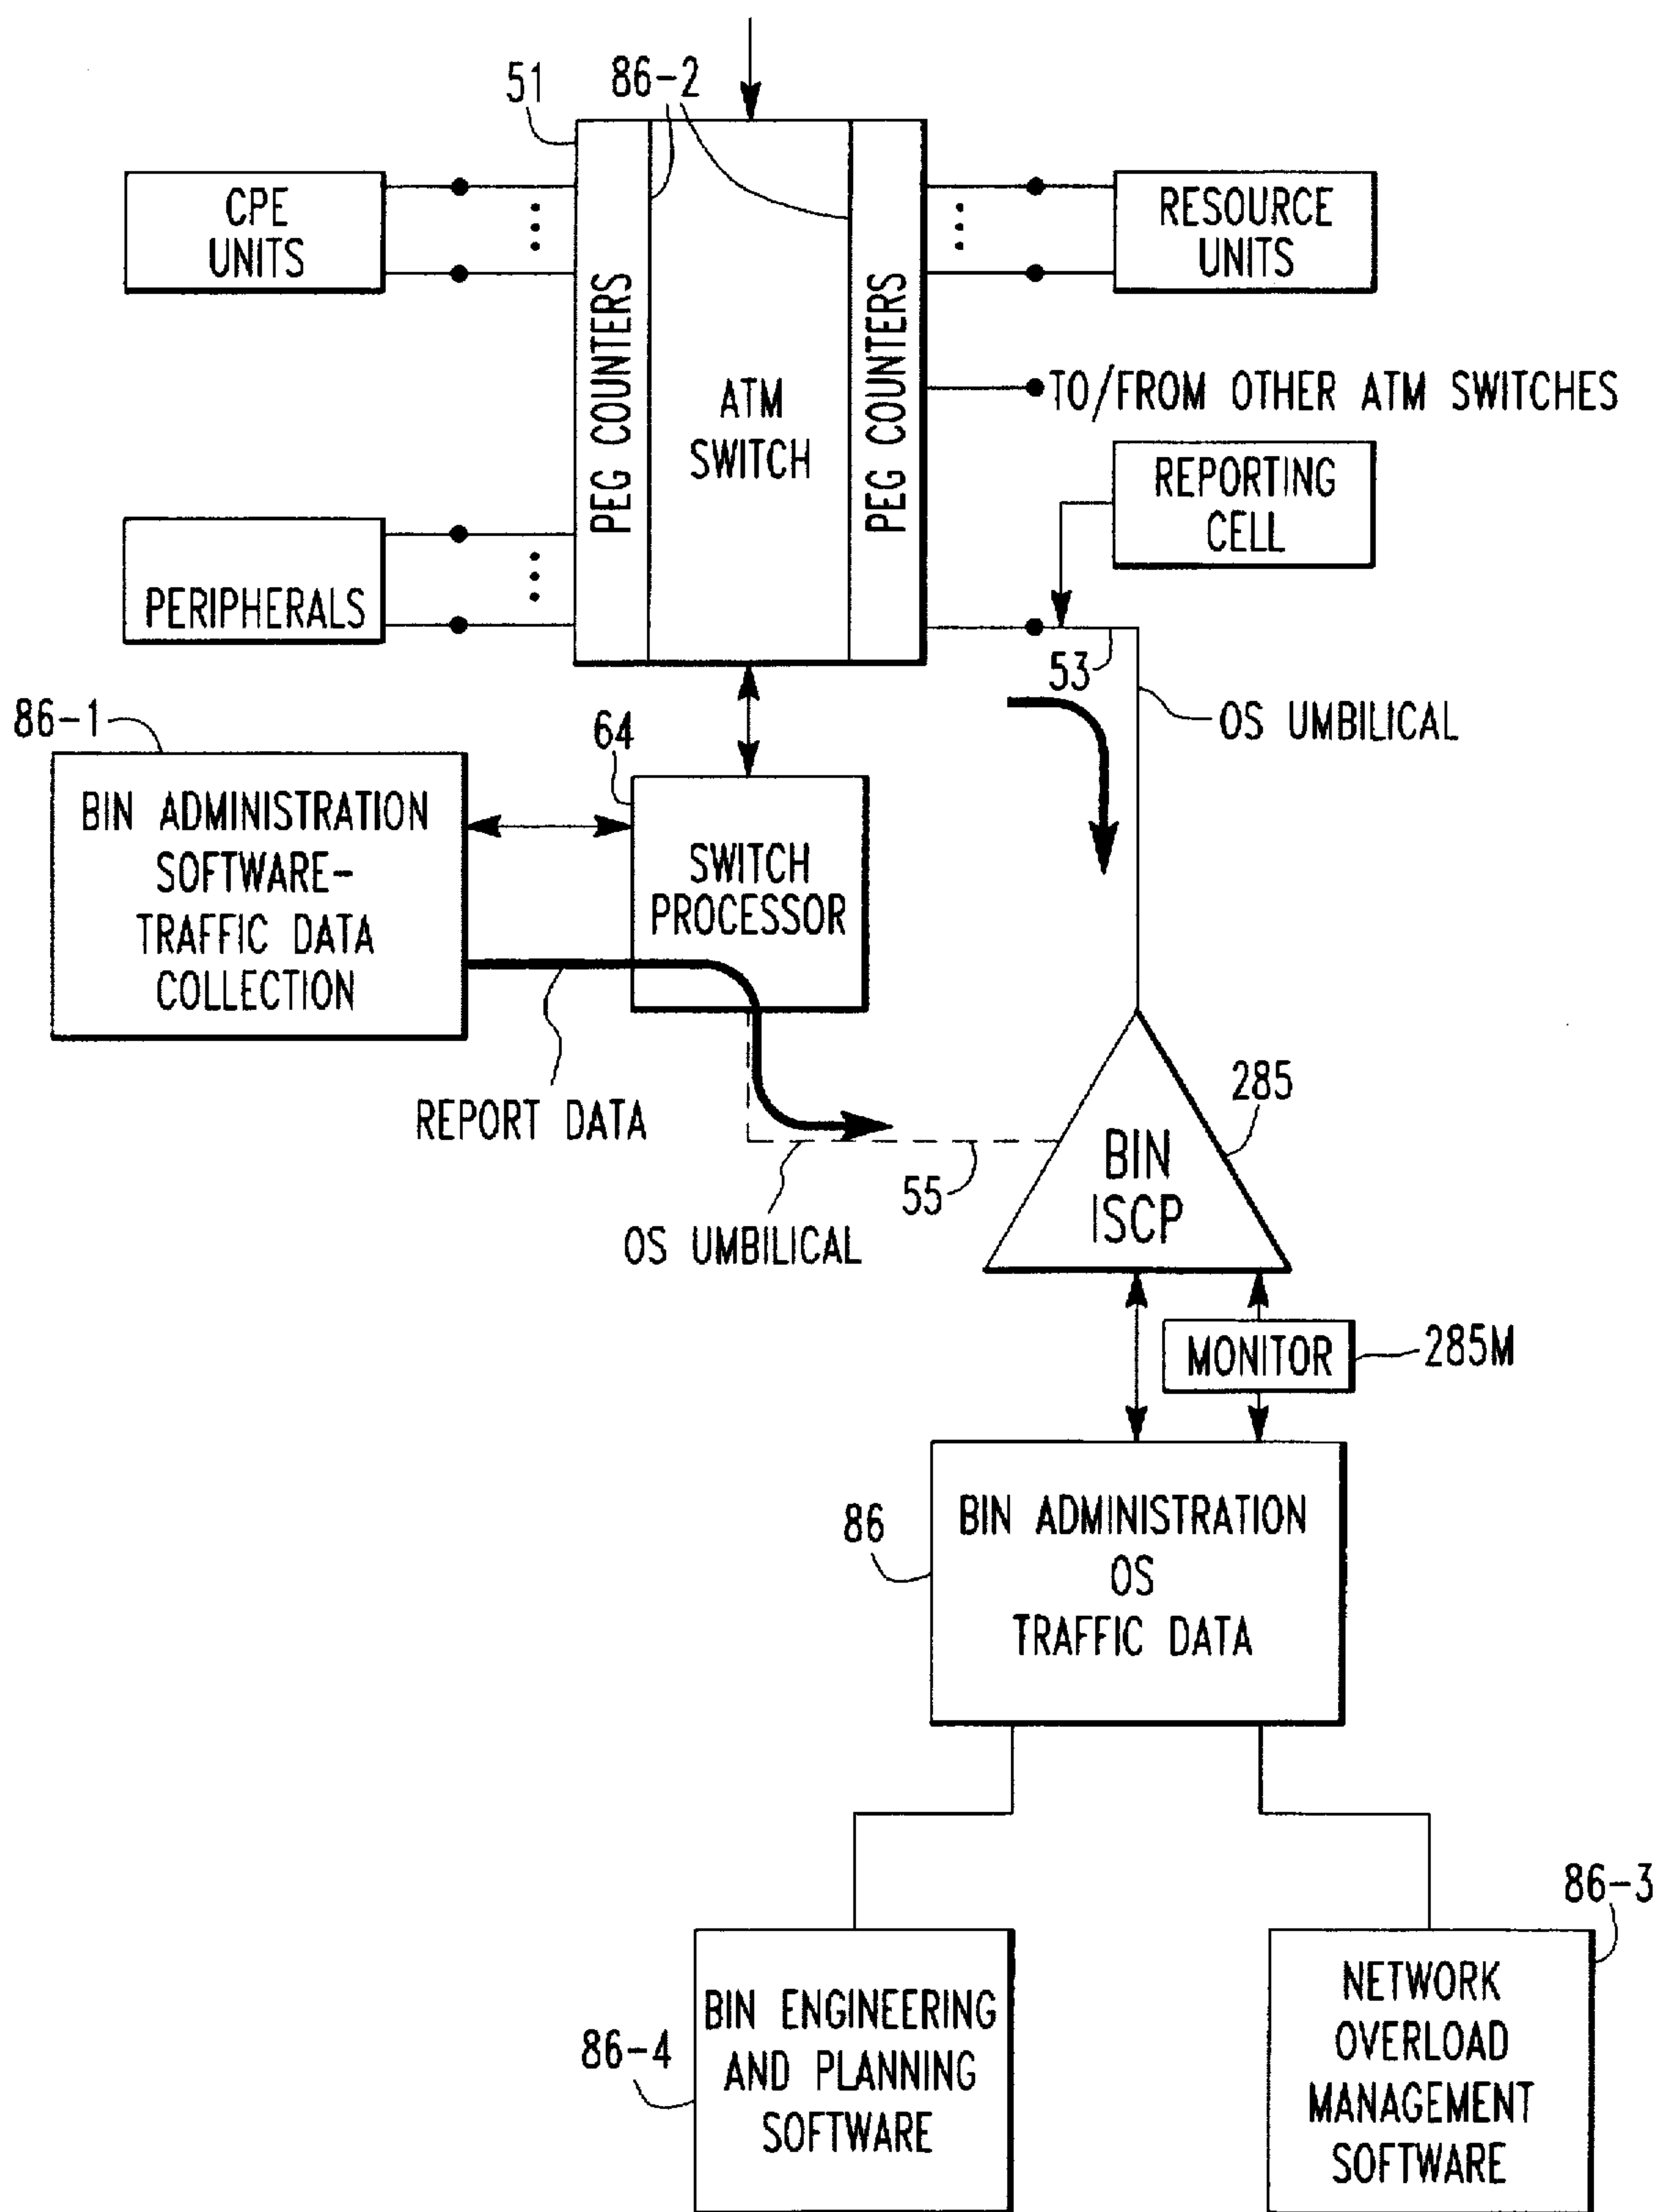 51
86-2
CPE
UNITS
PEG COUNTERS
ATM
SWITCH
PEG COUNTERS
RESOURCE
UNITS
TO/FROM OTHER ATM SWITCHES
REPORTING
CELL
PERIPHERALS
53
OS UMBILICAL
86-1
64
BIN ADMINISTRATION
SOFTWARE-
TRAFFIC DATA
COLLECTION
SWITCH
PROCESSOR
REPORT DATA
OS UMBILICAL
55
285
BIN
ISCP
MONITOR
285M
86
BIN ADMINISTRATION
OS
TRAFFIC DATA
86-4
BIN ENGINEERING
AND PLANNING
SOFTWARE
86-3
NETWORK
OVERLOAD
MANAGEMENT
SOFTWARE